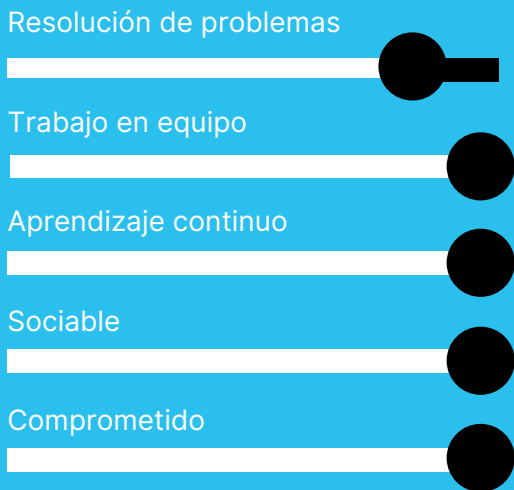 Resolución de problemas
Trabajo en equipo
Aprendizaje continuo
Sociable
Comprometido